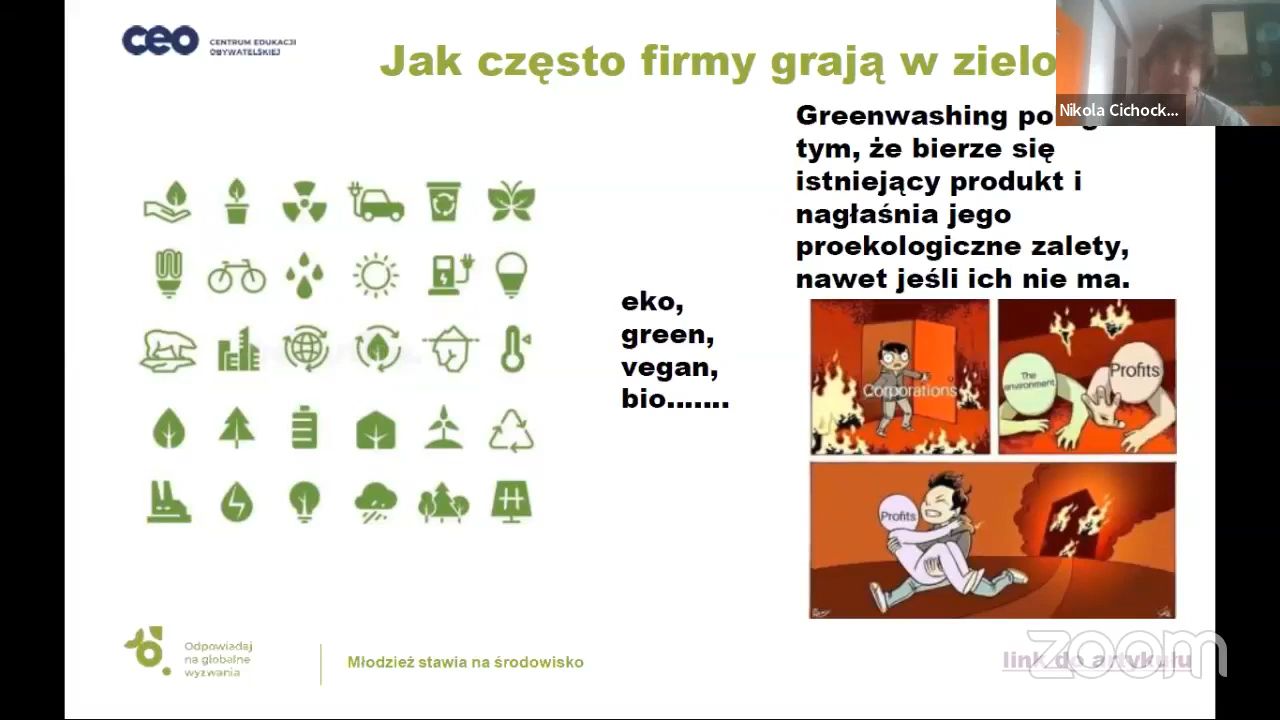 ceo CENTRUM EDUKACJI
OBYWATELSKIEJ
Jak często firmy grają w zielo
Nikola Cichock...
Greenwashing
tym, że bierze się
istniejący produkt i
nagłaśnia jego
proekologiczne zalety,
nawet jeśli ich nie ma.
eko,
green,
vegan,
bio.......
Corporations
The
environment
Profits
Profits
Odpowiadaj
na globalne
wyzwania
Młodzież stawia na środowisko
link do artykułu
zoom